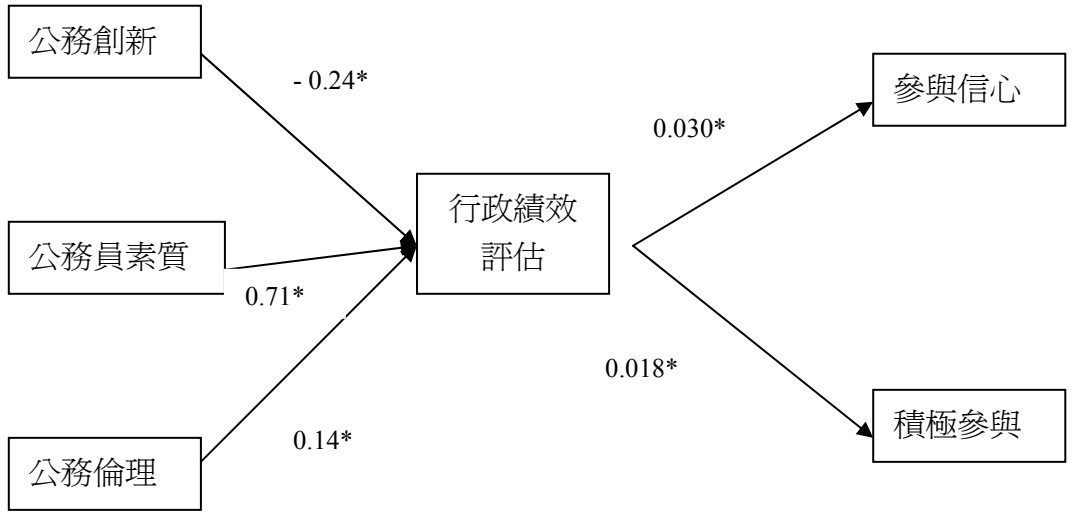 公務創新
- 0.24*
參與信心
0.030*
行政績效
評估
公務員素質
0.71*
0.018*
積極參與
0.14*
公務倫理